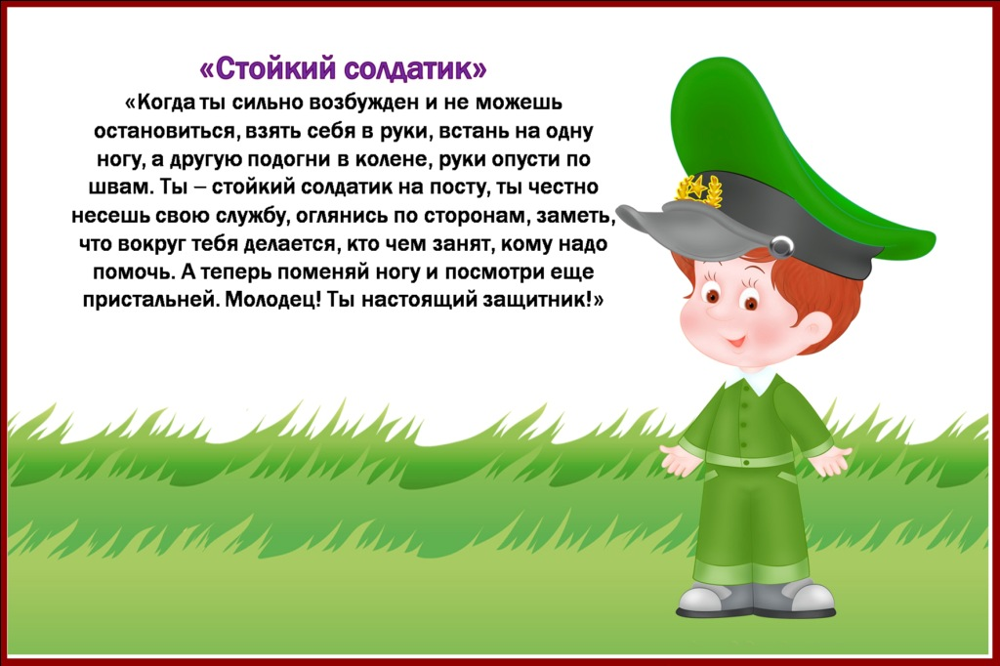 «Стойкий солдатик»
«Когда ты сильно возбужден и не можешь
остановиться, взять себя в руки, встань на одну
ногу, а другую подогни в колене, руки опусти по
швам. Ты – стойкий солдатик на посту, ты честно
несешь свою службу, оглянись по сторонам, заметь,
что вокруг тебя делается, кто чем занят, кому надо
помочь. А теперь поменяй ногу и посмотри еще
пристальней. Молодец! Ты настоящий защитник!»